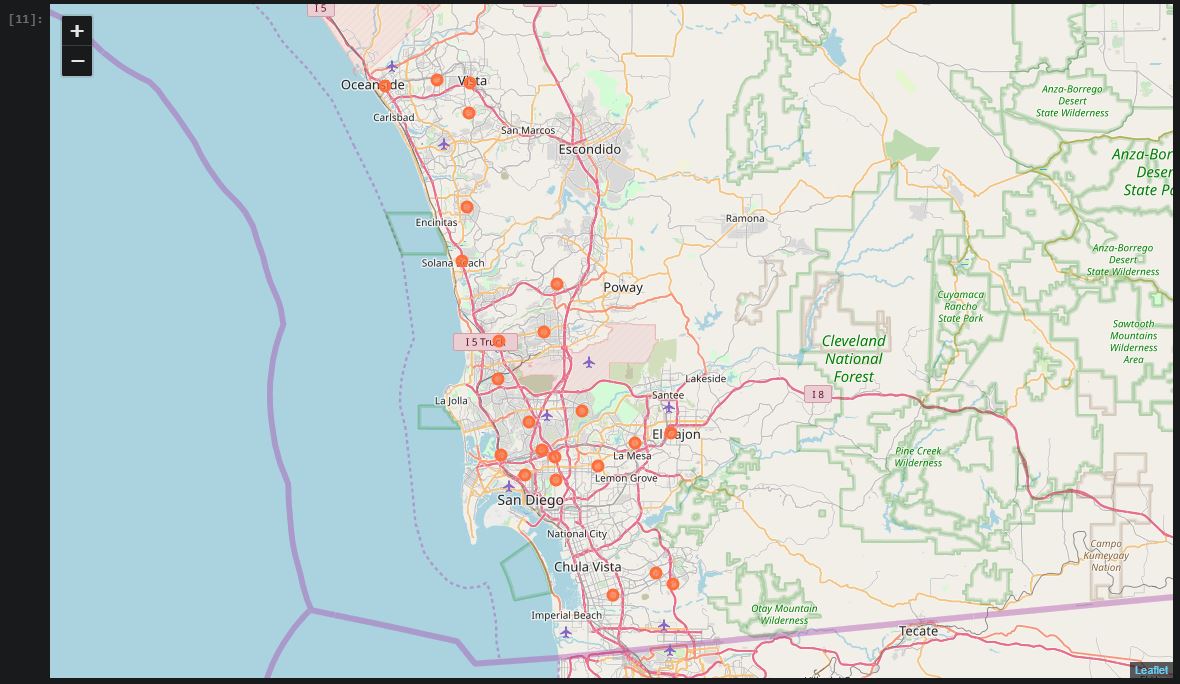 [11]:
+
−
I 5
Oceanside
Vista
Carlsbad
San Marcos
Escondido
Anza-Borrego
Desert
State Wilderness
Anza-Bor
Deser
State Pa
Encinitas
Ramona
Solana Beach
Anza-Borrego
Desert
State Wilderness
Poway
Cuyamaca
Rancho
State Park
I 5 Truck
Sawtooth
Mountains
Wilderness
Area
Cleveland
National
Forest
Lakeside
Santee
I 8
La Jolla
El Cajon
La Mesa
Pine Creek
Wilderness
Lemon Grove
San Diego
National City
Campo
Kumeyaay
Nation
Chula Vista
Imperial Beach
Otay Mountain
Wilderness
Tecate
Leaflet